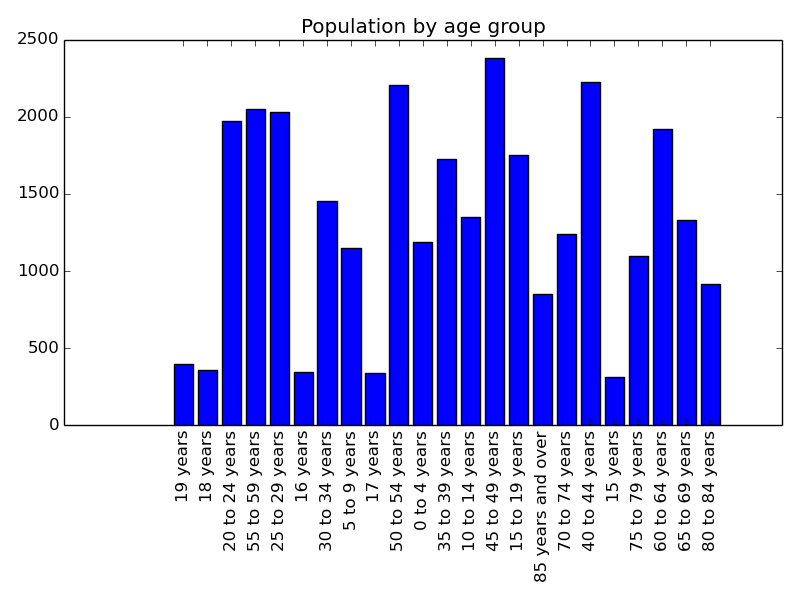 Population by age group
2500
2000
1500
1000
500
0
19 years
18 years
20 to 24 years
55 to 59 years
25 to 29 years
16 years
30 to 34 years
5 to 9 years
17 years
50 to 54 years
0 to 4 years
35 to 39 years
10 to 14 years
45 to 49 years
15 to 19 years
85 years and over
70 to 74 years
40 to 44 years
15 years
75 to 79 years
60 to 64 years
65 to 69 years
80 to 84 years